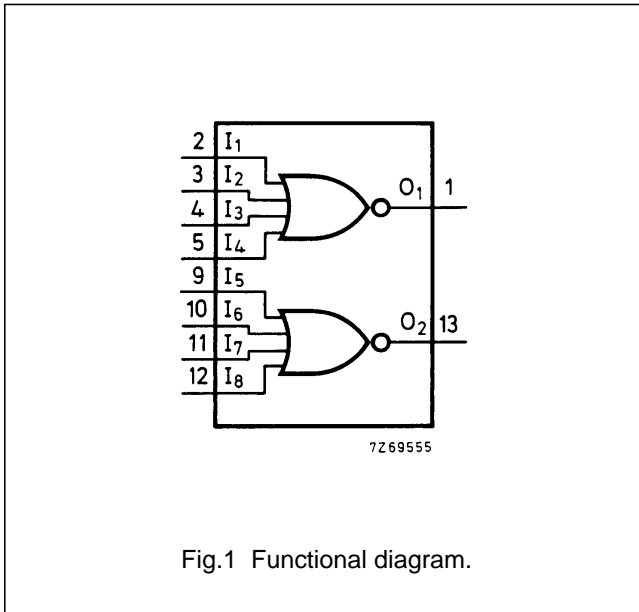 2 I1
3 I2
4 I3
5 I4
O1 1
9 I5
10 I6
11 I7
12 I8
O2 13
7Z69555
Fig.1 Functional diagram.